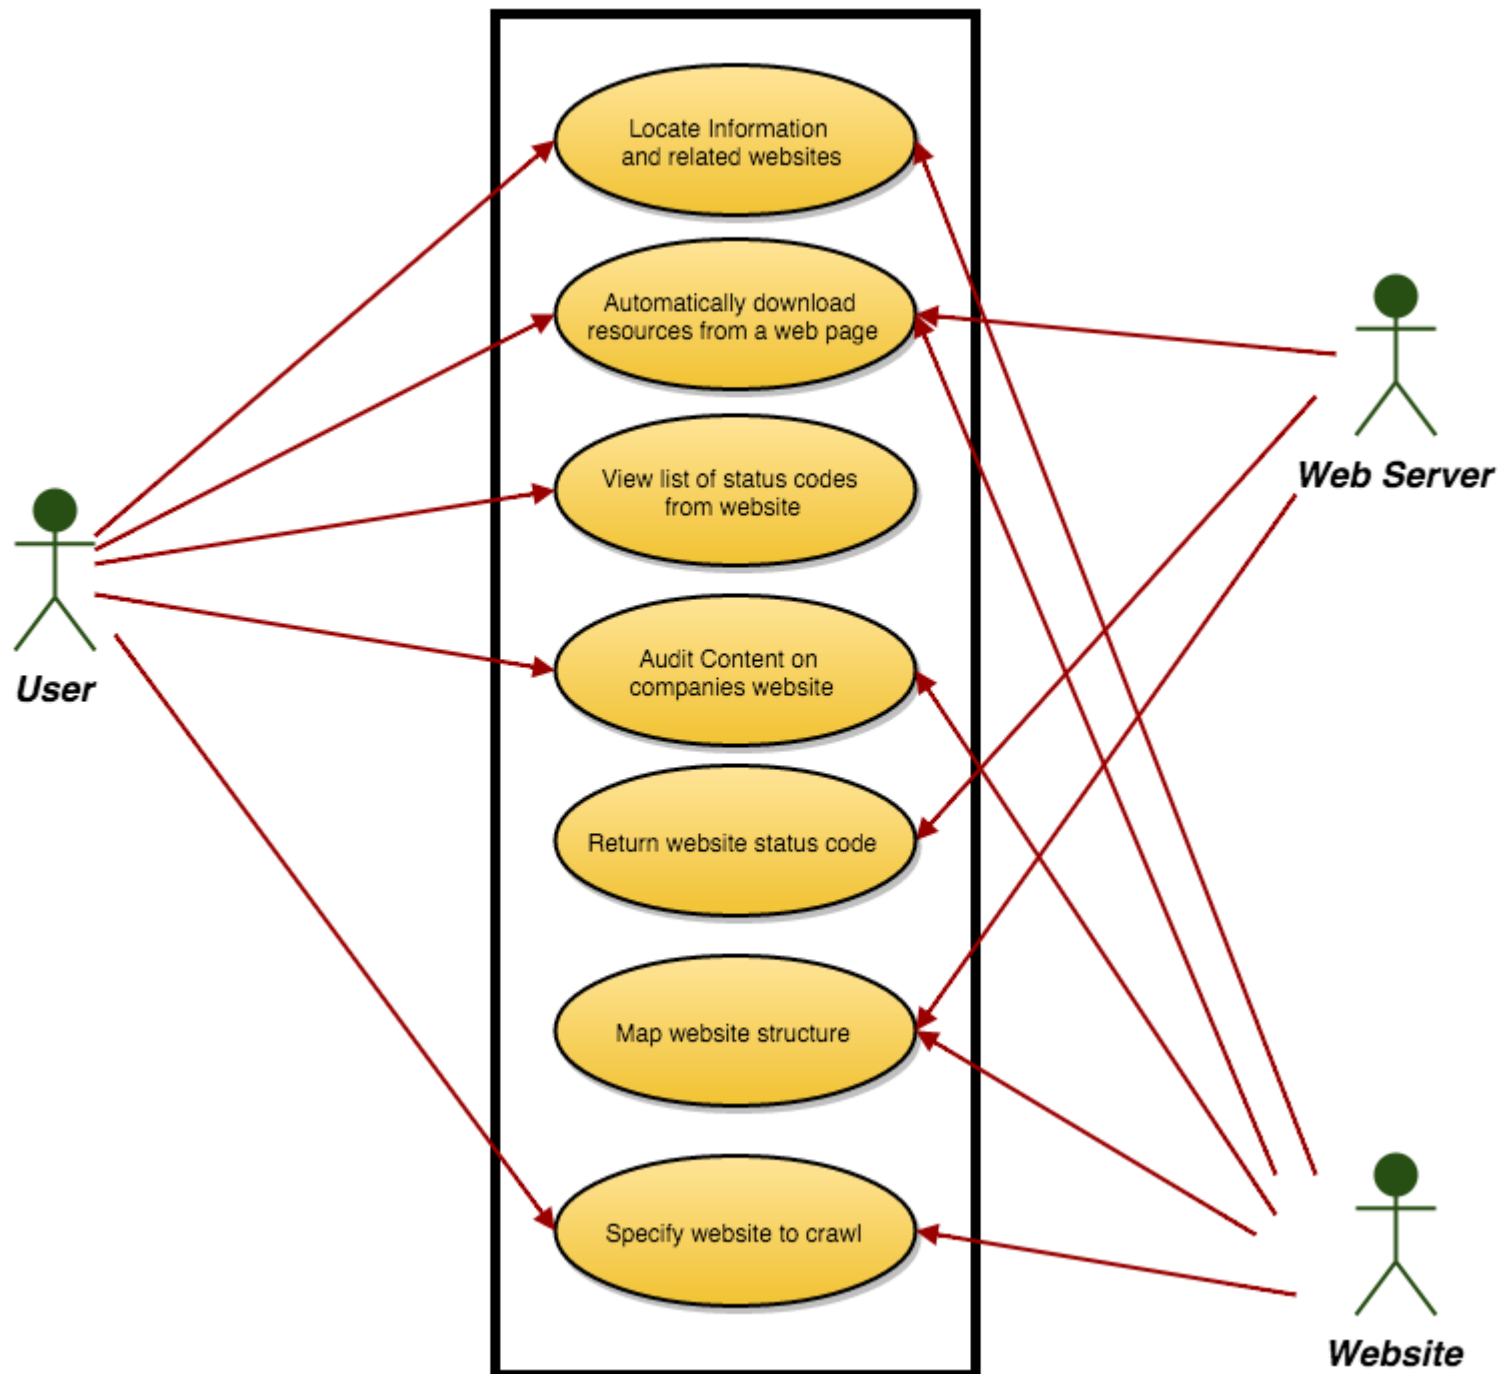 Locate Information
and related websites
Automatically download
resources from a web page
View list of status codes
from website
Web Server
User
Audit Content on
companies website
Return website status code
Map website structure
Specify website to crawl
Website